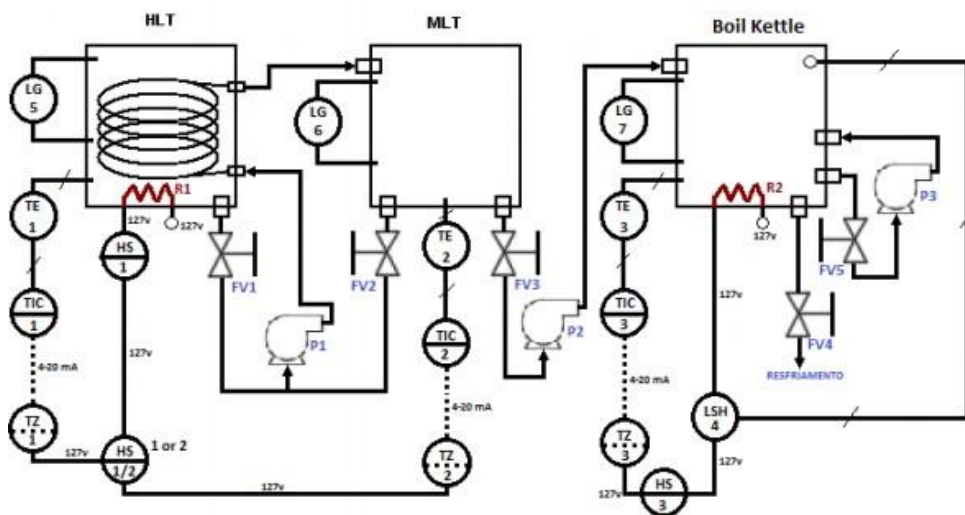 HLT
MLT
Boil Kettle
LG
5
LG
6
LG
7
R1
R2
127v
127v
127v
TE
1
HS
1
TE
2
TE
3
P3
FV1
FV2
FV3
FV5
TIC
1
P1
TIC
2
P2
TIC
3
FV4
127v
127v
4-20 mA
4-20 mA
4-20 mA
RESFRIAMENTO
LSH
4
TZ
1
HS
1/2
1 or 2
TZ
2
TZ
3
127v
127v
127v
127v
HS
3